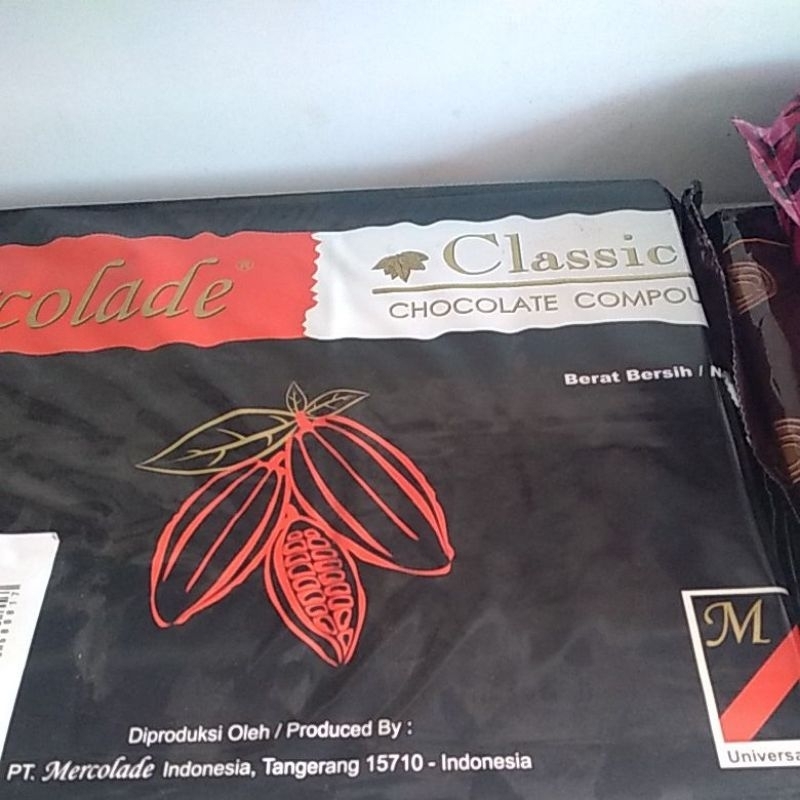 colade®
Classic
CHOCOLATE COMPOU
Berat Bersih / N
Diproduksi Oleh / Produced By :
PT. Mercolade Indonesia, Tangerang 15710 - Indonesia
M
Universa